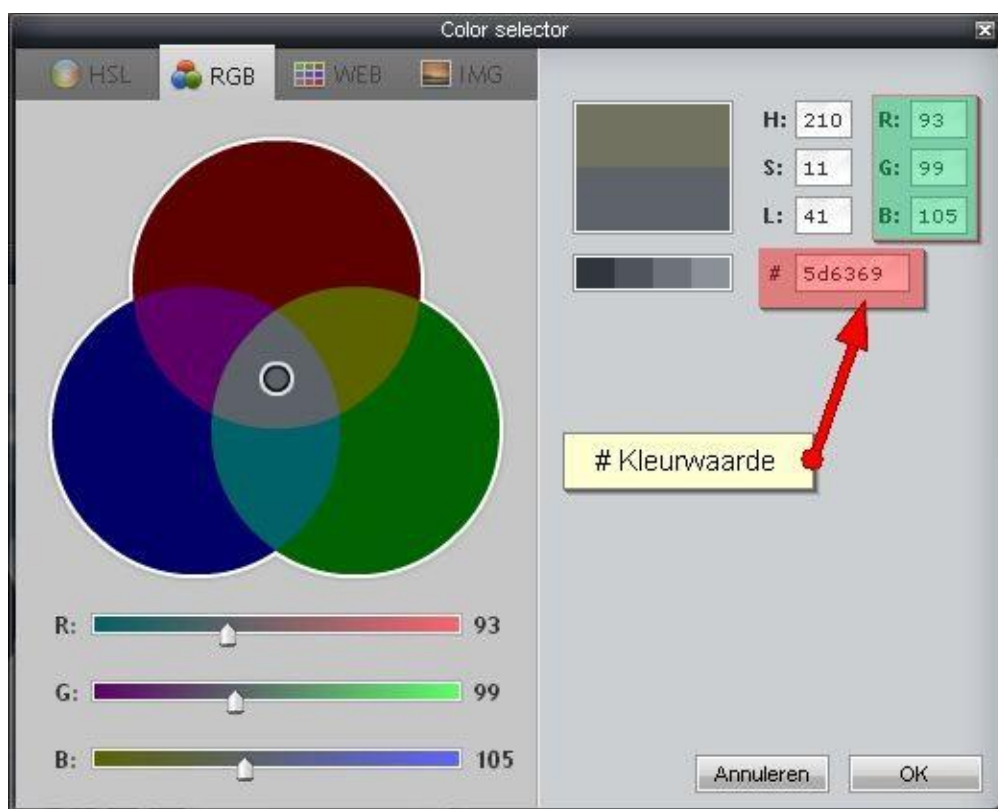 Color selector
HSL RGB WEB IMG
H: 210 R: 93
S: 11 G: 99
L: 41 B: 105
# 5d6369
# Kleurwaarde
R: 93
G: 99
B: 105
Annuleren OK